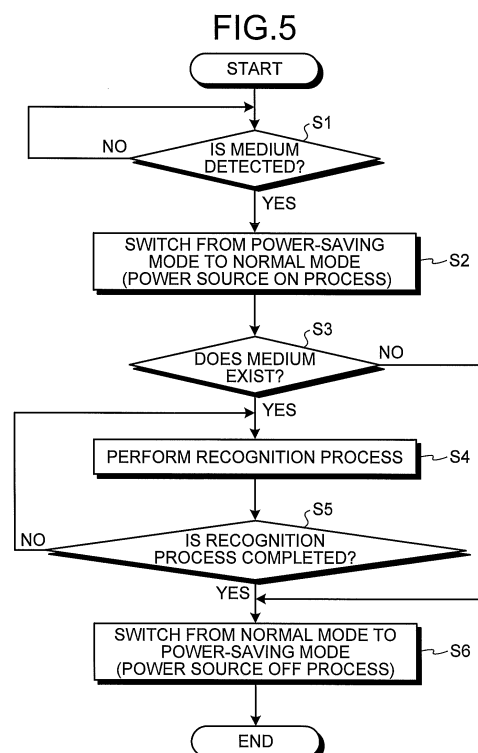 FIG.5
START
S1
NO
IS MEDIUM
DETECTED?
YES
SWITCH FROM POWER-SAVING
MODE TO NORMAL MODE
(POWER SOURCE ON PROCESS)
S2
S3
DOES MEDIUM
EXIST?
NO
YES
PERFORM RECOGNITION PROCESS
S4
S5
NO
IS RECOGNITION
PROCESS COMPLETED?
YES
SWITCH FROM NORMAL MODE TO
POWER-SAVING MODE
(POWER SOURCE OFF PROCESS)
S6
END